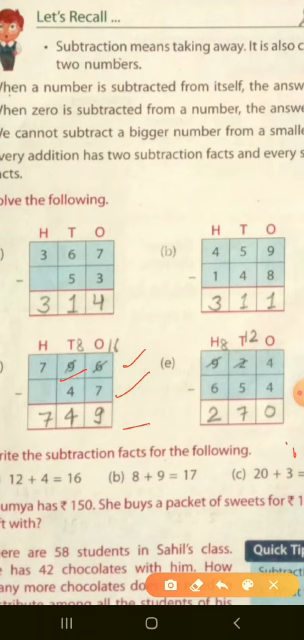 Let's Recall ...
• Subtraction means taking away. It is also c
two numbers.
hen a number is subtracted from itself, the answ
hen zero is subtracted from a number, the answe
e cannot subtract a bigger number from a smalle
very addition has two subtraction facts and every s
cts.
olve the following.
H T O
3 6 7
− 5 3
3 1 4
(b) H T O
4 5 9
− 1 4 8
3 1 1
H T8 O16
7 9 6
− 4 7
7 4 9
(e) H8 T12 O
9 2 4
− 6 5 4
2 7 0
rite the subtraction facts for the following.
12 + 4 = 16 (b) 8 + 9 = 17 (c) 20 + 3 =
umya has ₹ 150. She buys a packet of sweets for ₹ 1
ft with?
ere are 58 students in Sahil's class.
has 42 chocolates with him. How
any more chocolates do
Quick Tip